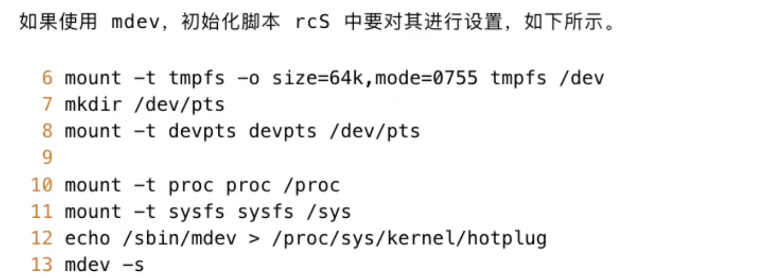 如果使用 mdev，初始化脚本 rcS 中要对其进行设置，如下所示。
6 mount -t tmpfs -o size=64k,mode=0755 tmpfs /dev
7 mkdir /dev/pts
8 mount -t devpts devpts /dev/pts
9
10 mount -t proc proc /proc
11 mount -t sysfs sysfs /sys
12 echo /sbin/mdev > /proc/sys/kernel/hotplug
13 mdev -s